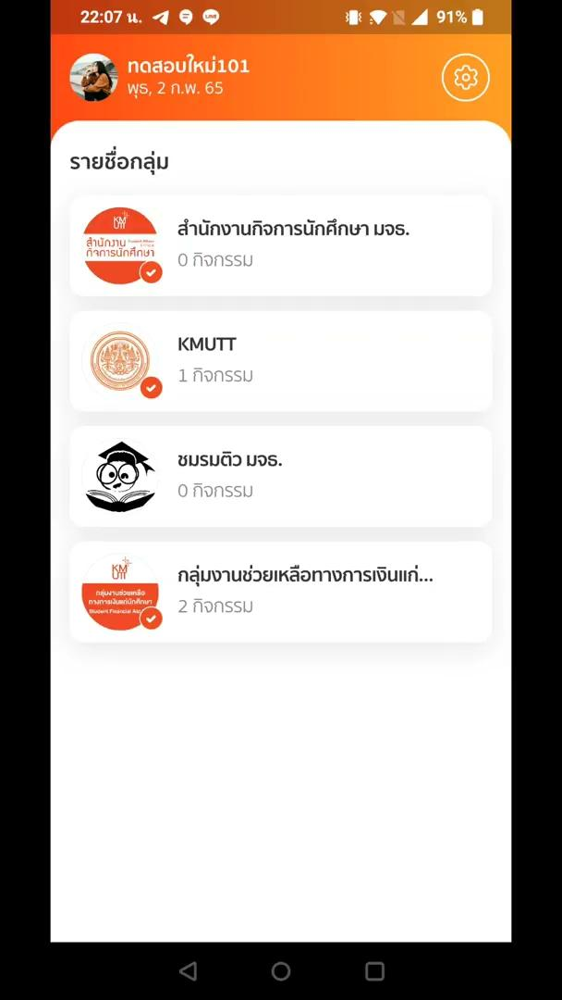 22:07 น.
LINE
91%
ทดสอบใหม่101
พุธ, 2 ก.พ. 65
รายชื่อกลุ่ม
KM
UTT
สำนักงาน
กิจการนักศึกษา
สำนักงานกิจการนักศึกษา มจธ.
0 กิจกรรม
KMUTT
1 กิจกรรม
ชมรมติว มจธ.
0 กิจกรรม
KM
UTT
กลุ่มงานช่วยเหลือ
ทางการเงินแก่นักศึกษา
Student Financial Aid
กลุ่มงานช่วยเหลือทางการเงินแก่...
2 กิจกรรม